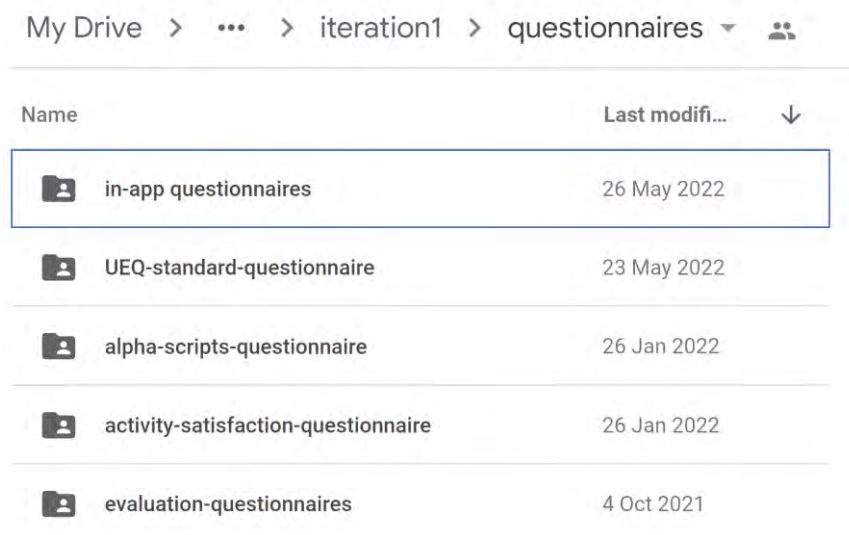 My Drive > ••• > iteration1 > questionnaires
Name Last modifi...
in-app questionnaires 26 May 2022
UEQ-standard-questionnaire 23 May 2022
alpha-scripts-questionnaire 26 Jan 2022
activity-satisfaction-questionnaire 26 Jan 2022
evaluation-questionnaires 4 Oct 2021